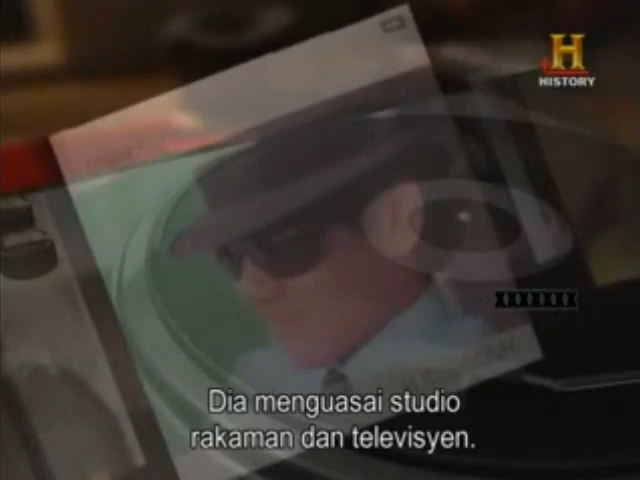 H
HISTORY
XXXXXXX
Dia menguasai studio
rakaman dan televisyen.